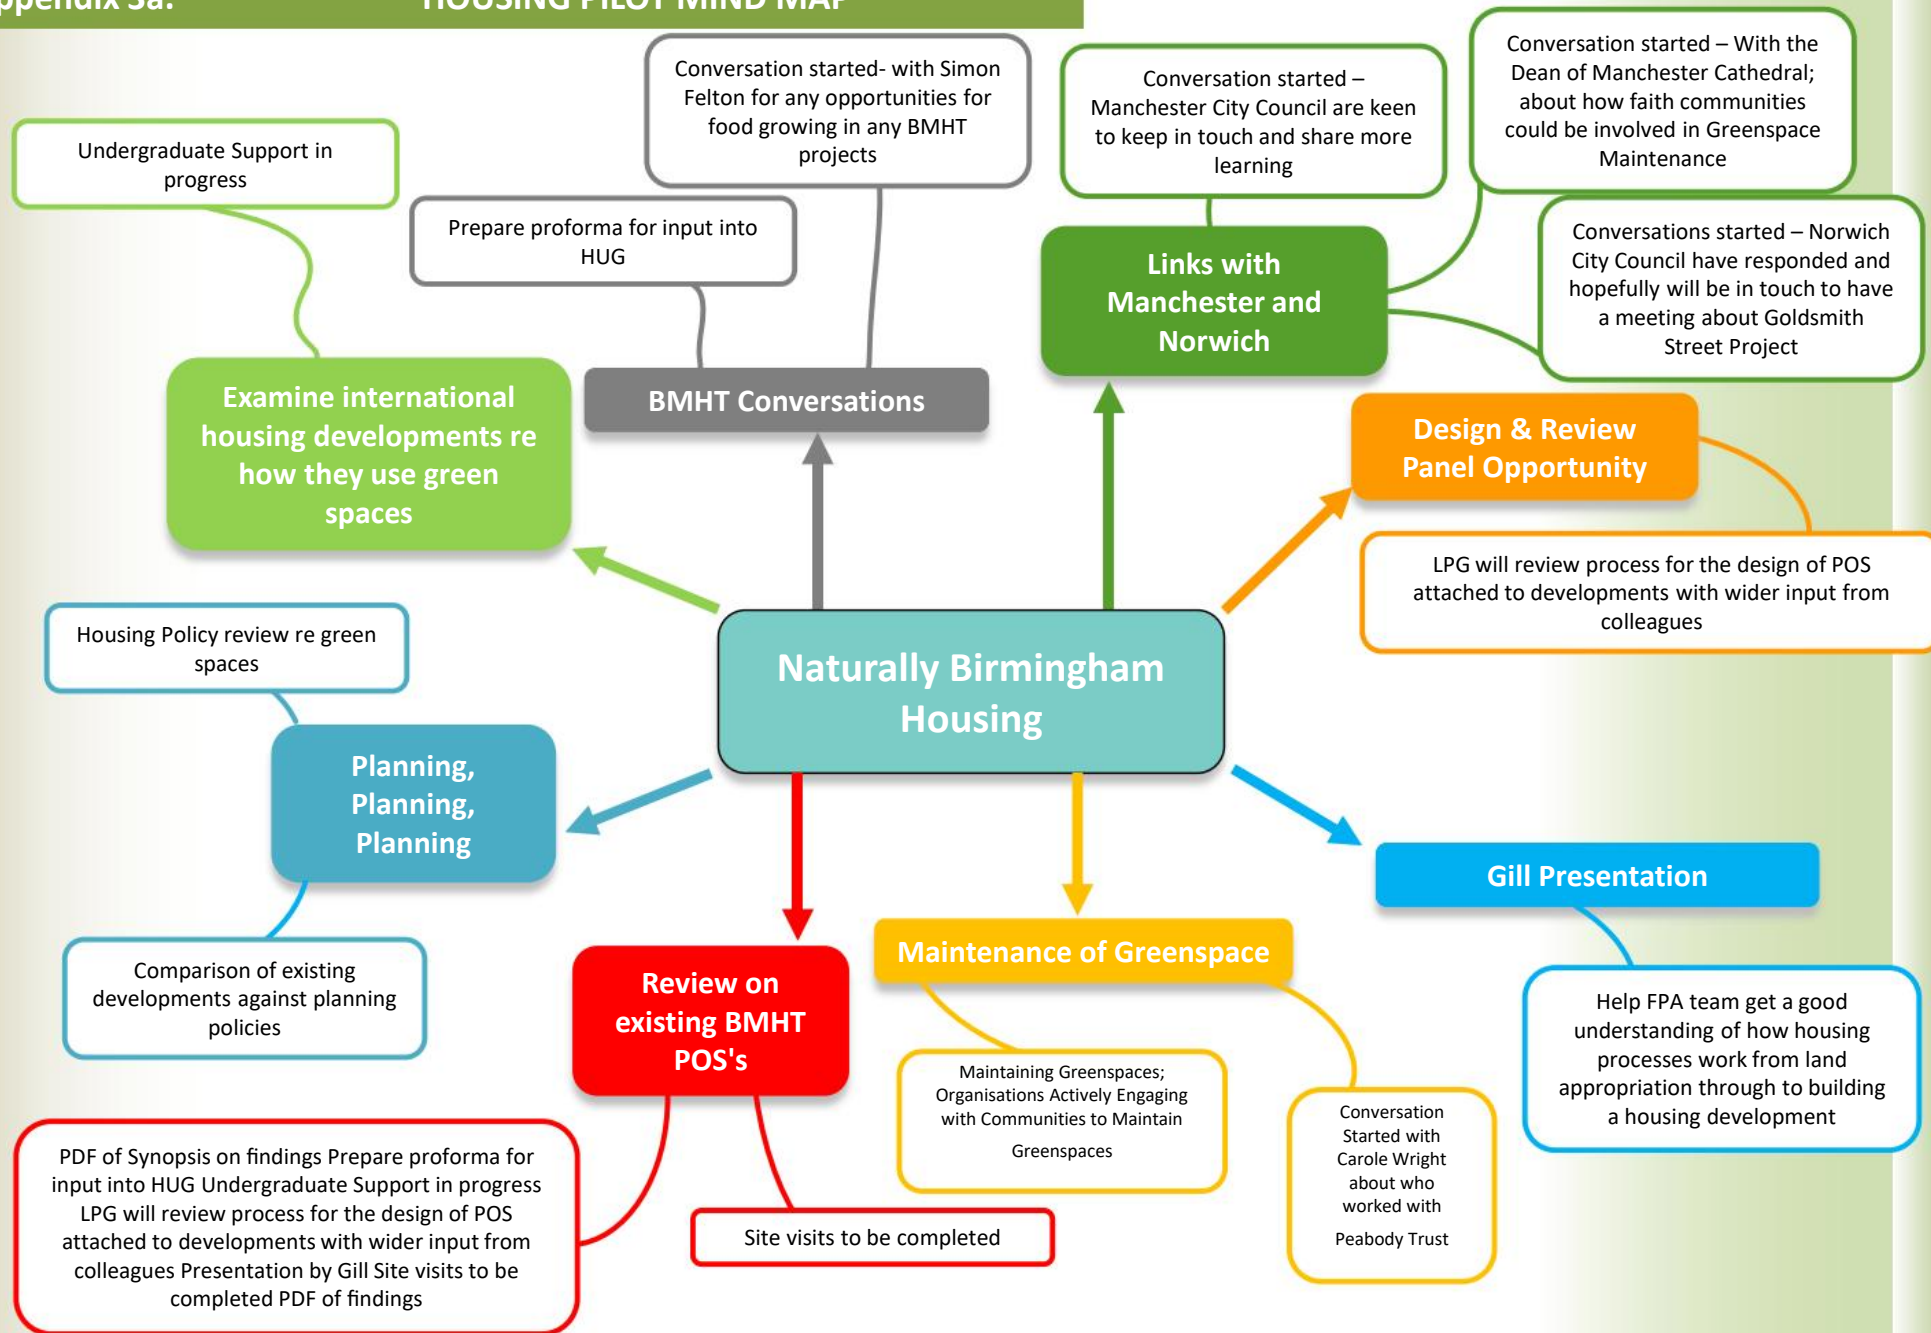 ppendix 3a:
HOUSING PILOT MIND MAP
Conversation started- with Simon
Felton for any opportunities for
food growing in any BMHT
projects
Conversation started –
Manchester City Council are keen
to keep in touch and share more
learning
Conversation started – With the
Dean of Manchester Cathedral;
about how faith communities
could be involved in Greenspace
Maintenance
Undergraduate Support in
progress
Prepare proforma for input into
HUG
Conversations started – Norwich
City Council have responded and
hopefully will be in touch to have
a meeting about Goldsmith
Street Project
Links with
Manchester and
Norwich
Examine international
housing developments re
how they use green
spaces
BMHT Conversations
Design & Review
Panel Opportunity
LPG will review process for the design of POS
attached to developments with wider input from
colleagues
Housing Policy review re green
spaces
Naturally Birmingham
Housing
Planning,
Planning,
Planning
Gill Presentation
Comparison of existing
developments against planning
policies
Review on
existing BMHT
POS's
Maintenance of Greenspace
Help FPA team get a good
understanding of how housing
processes work from land
appropriation through to building
a housing development
Maintaining Greenspaces;
Organisations Actively Engaging
with Communities to Maintain
Greenspaces
Conversation
Started with
Carole Wright
about who
worked with
Peabody Trust
PDF of Synopsis on findings Prepare proforma for
input into HUG Undergraduate Support in progress
LPG will review process for the design of POS
attached to developments with wider input from
colleagues Presentation by Gill Site visits to be
completed PDF of findings
Site visits to be completed